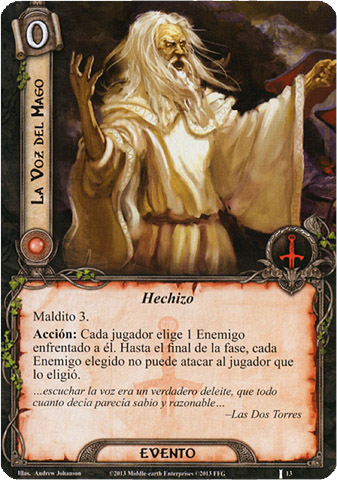 0
La Voz del Mago
Hechizo
Maldito 3.
Acción: Cada jugador elige 1 Enemigo
enfrentado a él. Hasta el final de la fase, cada
Enemigo elegido no puede atacar al jugador que
lo eligió.
…escuchar la voz era un verdadero deleite, que todo
cuanto decía parecía sabio y razonable…
–Las Dos Torres
EVENTO
Illus. Andrew Johanson
©2013 Middle-earth Enterprises ©2013 FFG
13